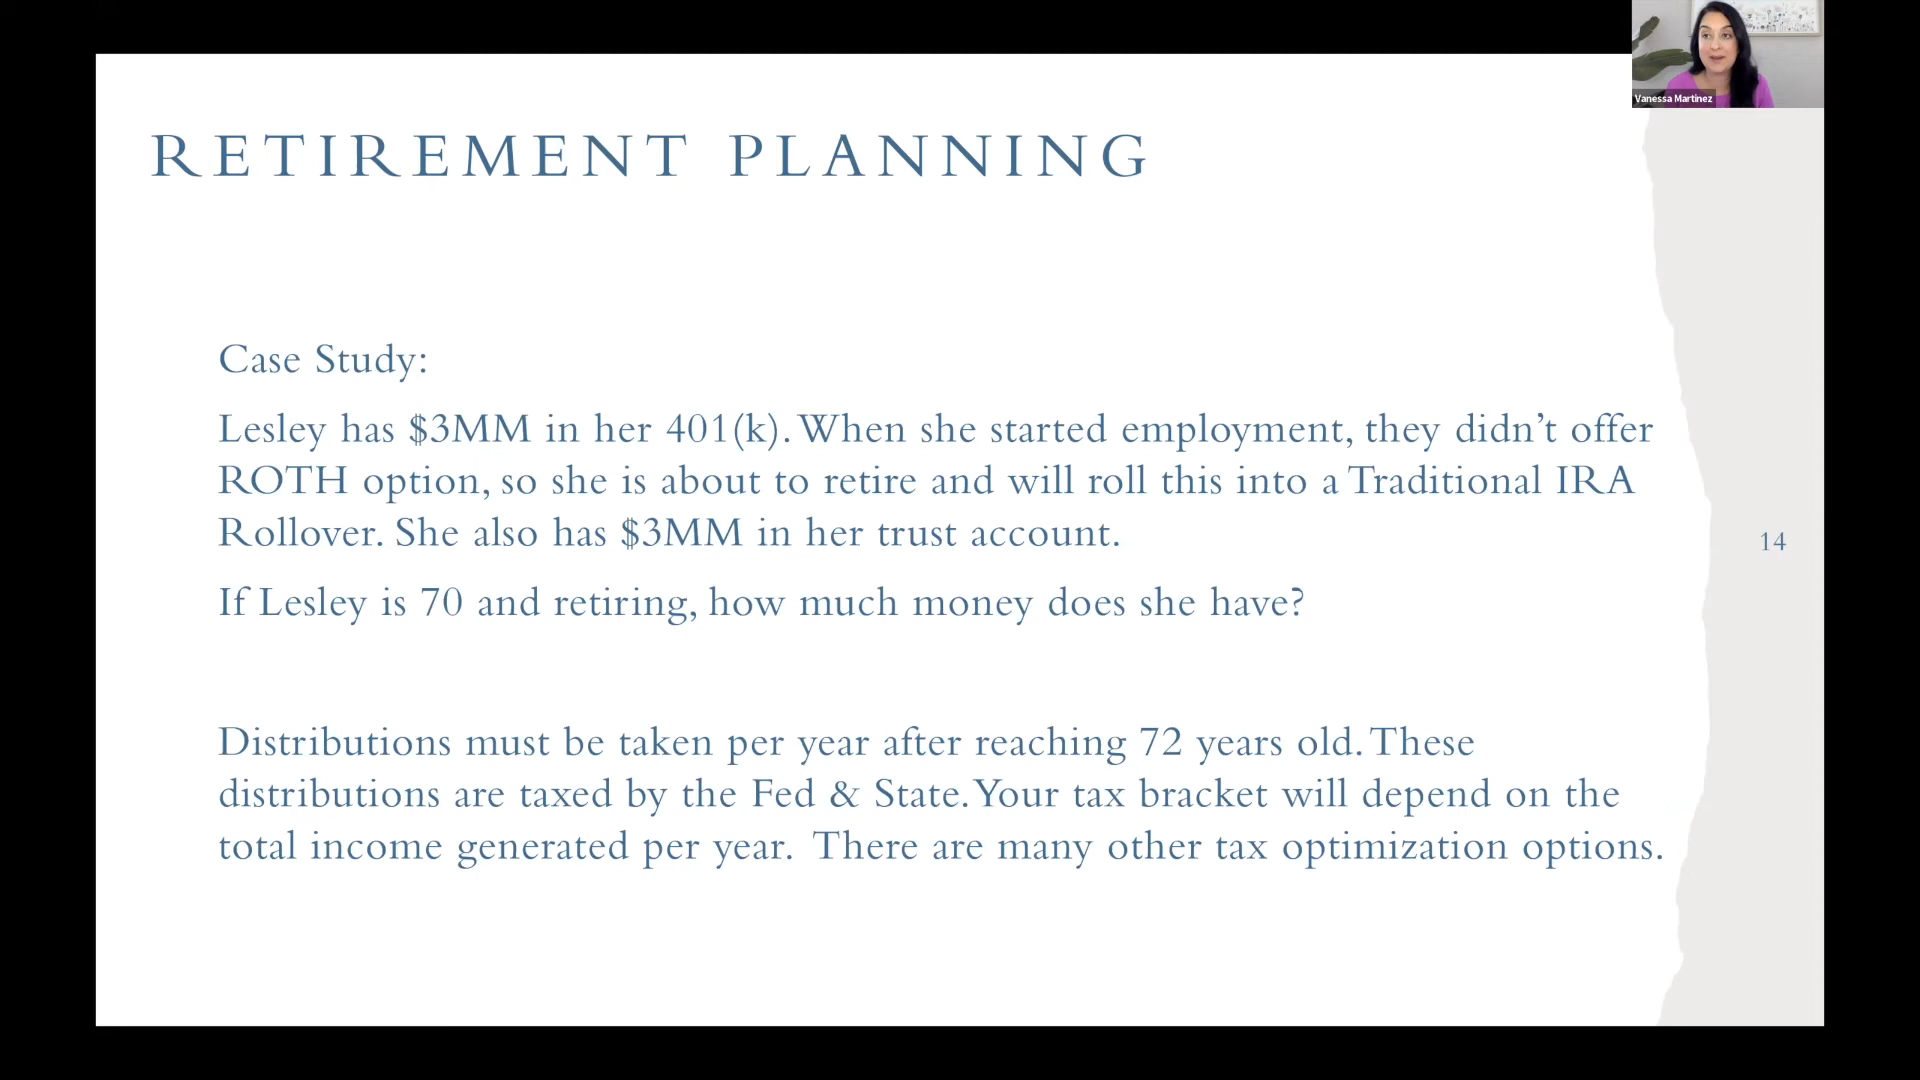 Vanessa Martinez
RETIREMENT PLANNING
Case Study:
Lesley has $3MM in her 401(k). When she started employment, they didn’t offer
ROTH option, so she is about to retire and will roll this into a Traditional IRA
Rollover. She also has $3MM in her trust account.
If Lesley is 70 and retiring, how much money does she have?
14
Distributions must be taken per year after reaching 72 years old. These
distributions are taxed by the Fed & State. Your tax bracket will depend on the
total income generated per year. There are many other tax optimization options.